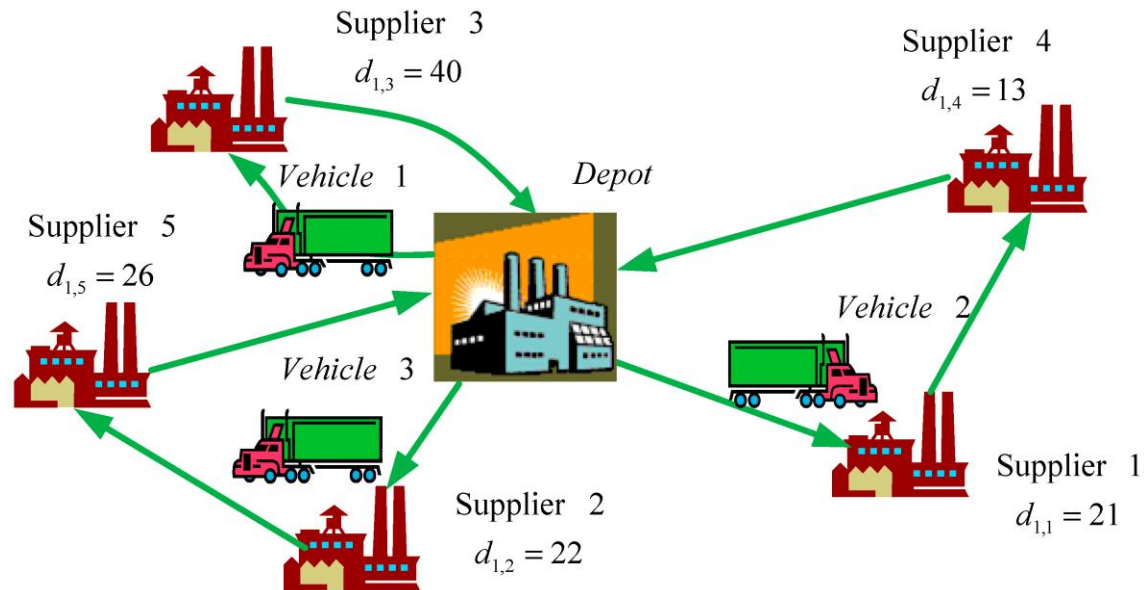 Supplier 3
d1,3 = 40
Supplier 4
d1,4 = 13
Vehicle 1
Depot
Supplier 5
d1,5 = 26
Vehicle 2
Vehicle 3
Supplier 1
d1,1 = 21
Supplier 2
d1,2 = 22